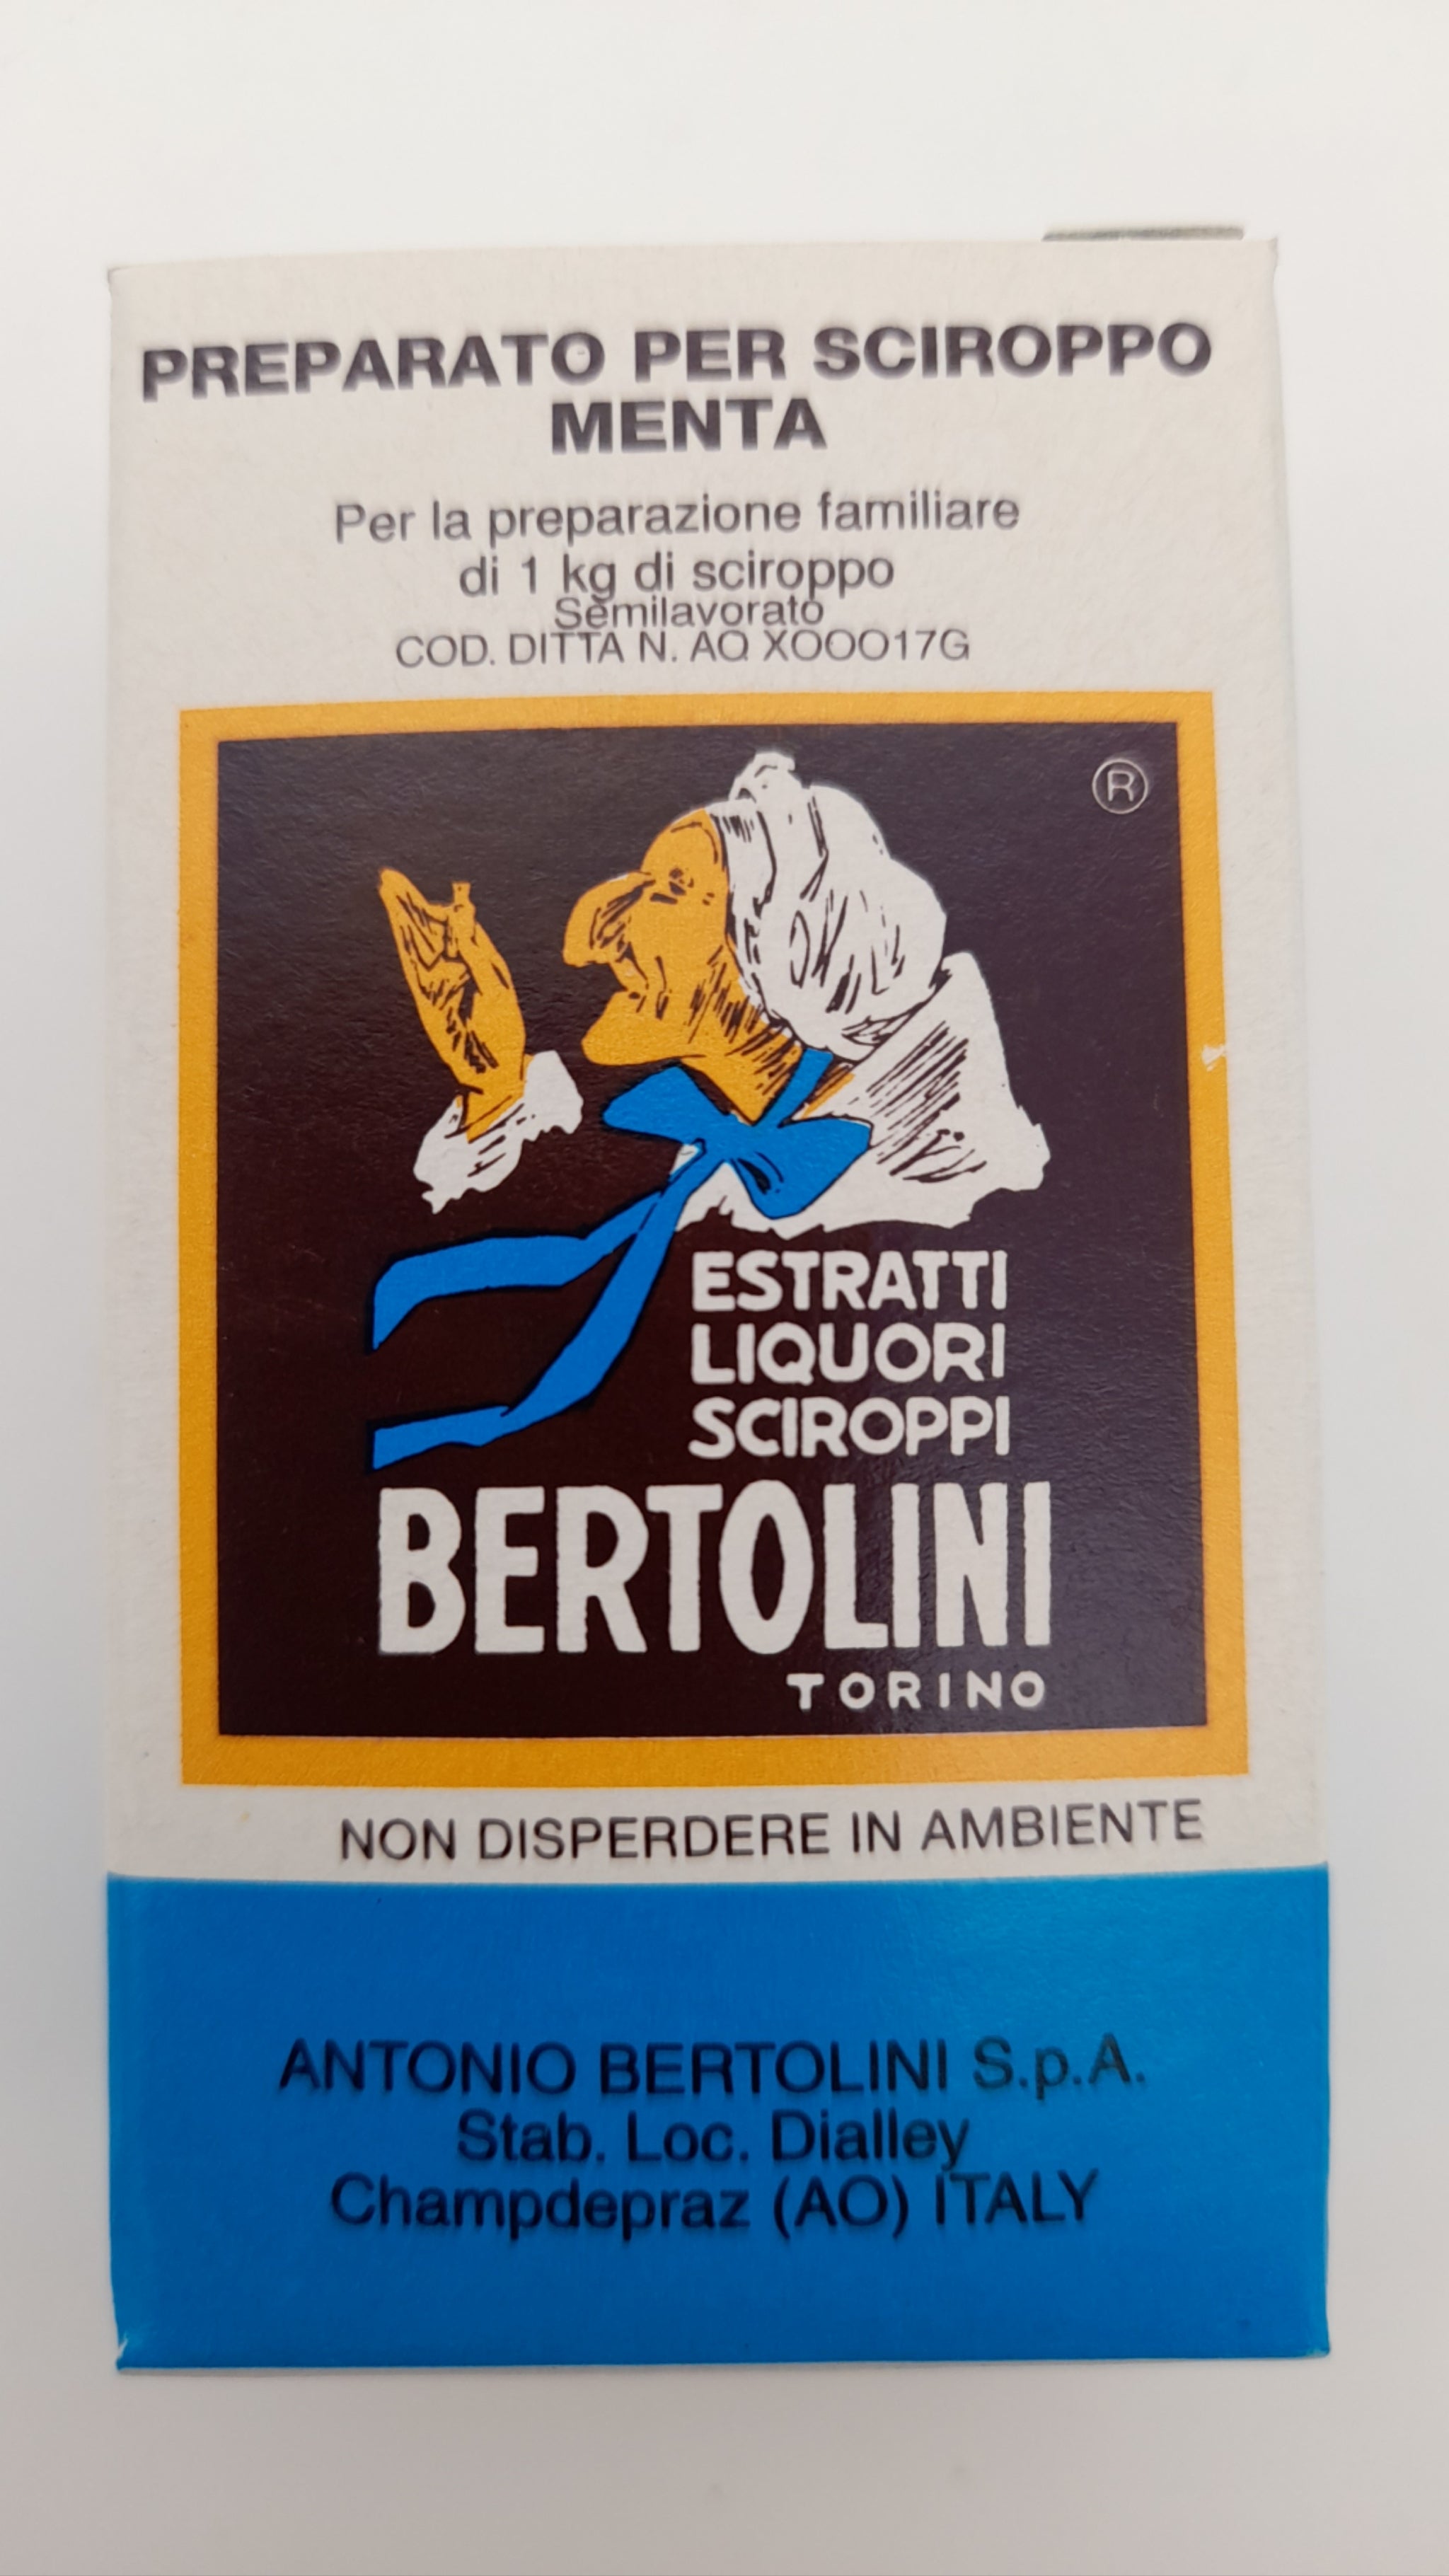 PREPARATO PER SCIROPPO
MENTA
Per la preparazione familiare
di 1 kg di sciroppo
Semilavorato
COD. DITTA N. AO XOOO17G
®
ESTRATTI
LIQUORI
SCIROPPI
BERTOLINI
TORINO
NON DISPERDERE IN AMBIENTE
ANTONIO BERTOLINI S.p.A.
Stab. Loc. Dialley
Champdepraz (AO) ITALY